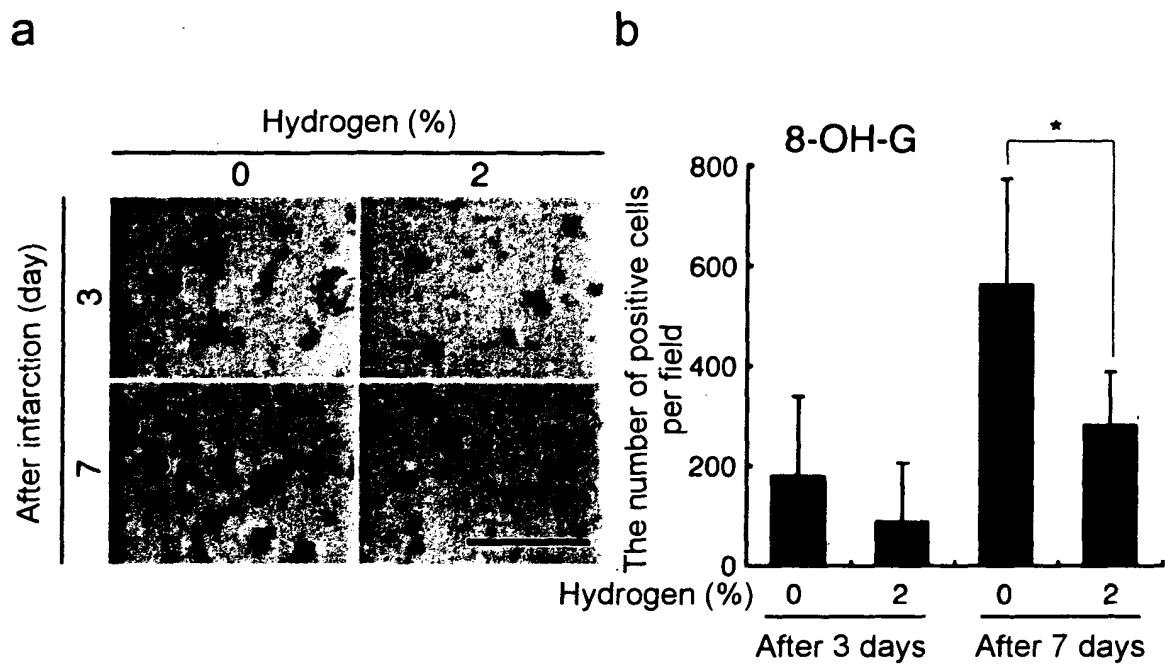 a
Hydrogen (%)
0 2
After infarction (day)
3
7
b
8-OH-G
*
The number of positive cells
per field
800
600
400
200
0
Hydrogen (%) 0 2 0 2
After 3 days After 7 days